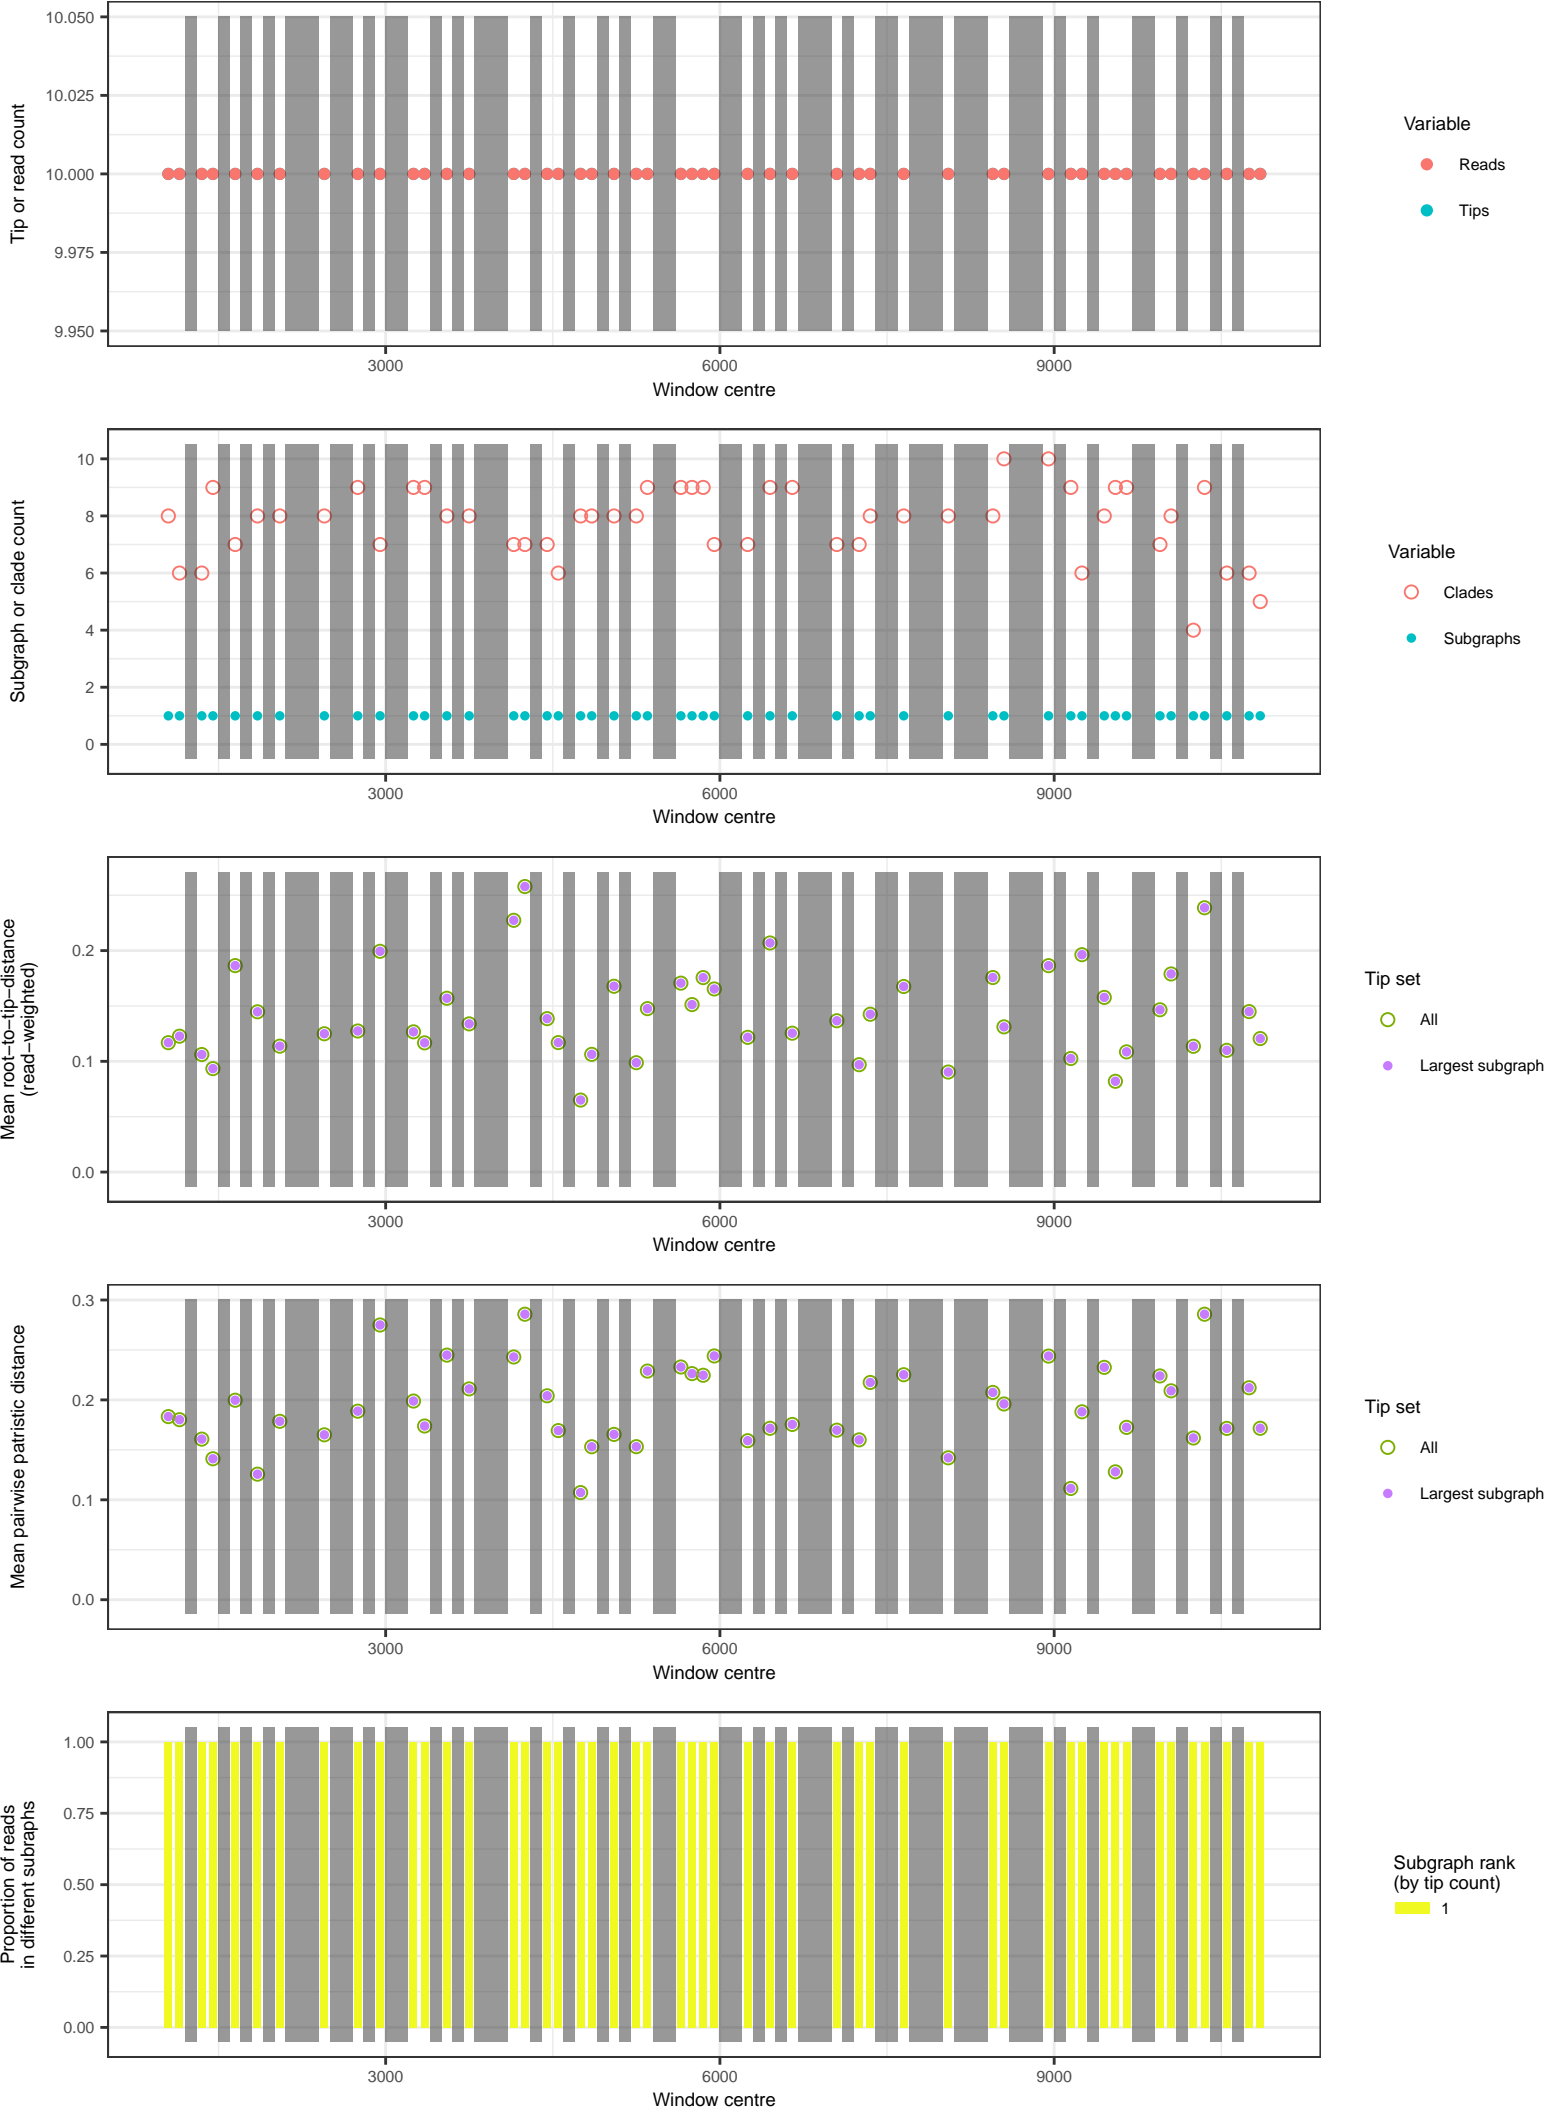 10.050
10.025
10.000
9.975
9.950
Tip or read count
3000
6000
9000
Window centre
Variable
Reads
Tips
10
8
6
4
2
0
Subgraph or clade count
3000
6000
9000
Window centre
Variable
Clades
Subgraphs
0.2
0.1
0.0
Mean root−to−tip−distance
(read−weighted)
3000
6000
9000
Window centre
Tip set
All
Largest subgraph
0.3
0.2
0.1
0.0
Mean pairwise patristic distance
3000
6000
9000
Window centre
Tip set
All
Largest subgraph
1.00
0.75
0.50
0.25
0.00
Proportion of reads
in different subraphs
3000
6000
9000
Window centre
Subgraph rank
(by tip count)
1